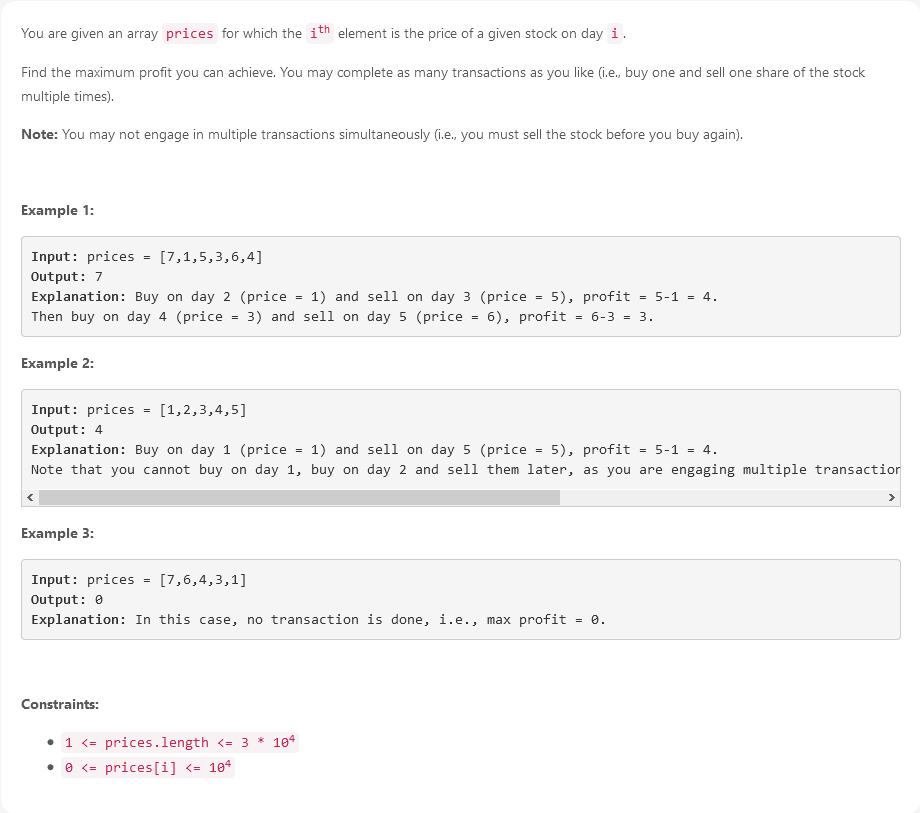 You are given an array prices for which the ith element is the price of a given stock on day i.
Find the maximum profit you can achieve. You may complete as many transactions as you like (i.e., buy one and sell one share of the stock
multiple times).
Note: You may not engage in multiple transactions simultaneously (i.e., you must sell the stock before you buy again).
Example 1:
Input: prices = [7,1,5,3,6,4]
Output: 7
Explanation: Buy on day 2 (price = 1) and sell on day 3 (price = 5), profit = 5-1 = 4.
Then buy on day 4 (price = 3) and sell on day 5 (price = 6), profit = 6-3 = 3.
Example 2:
Input: prices = [1,2,3,4,5]
Output: 4
Explanation: Buy on day 1 (price = 1) and sell on day 5 (price = 5), profit = 5-1 = 4.
Note that you cannot buy on day 1, buy on day 2 and sell them later, as you are engaging multiple transaction
Example 3:
Input: prices = [7,6,4,3,1]
Output: 0
Explanation: In this case, no transaction is done, i.e., max profit = 0.
Constraints:
• 1 <= prices.length <= 3 * 10⁴
• 0 <= prices[i] <= 10⁴